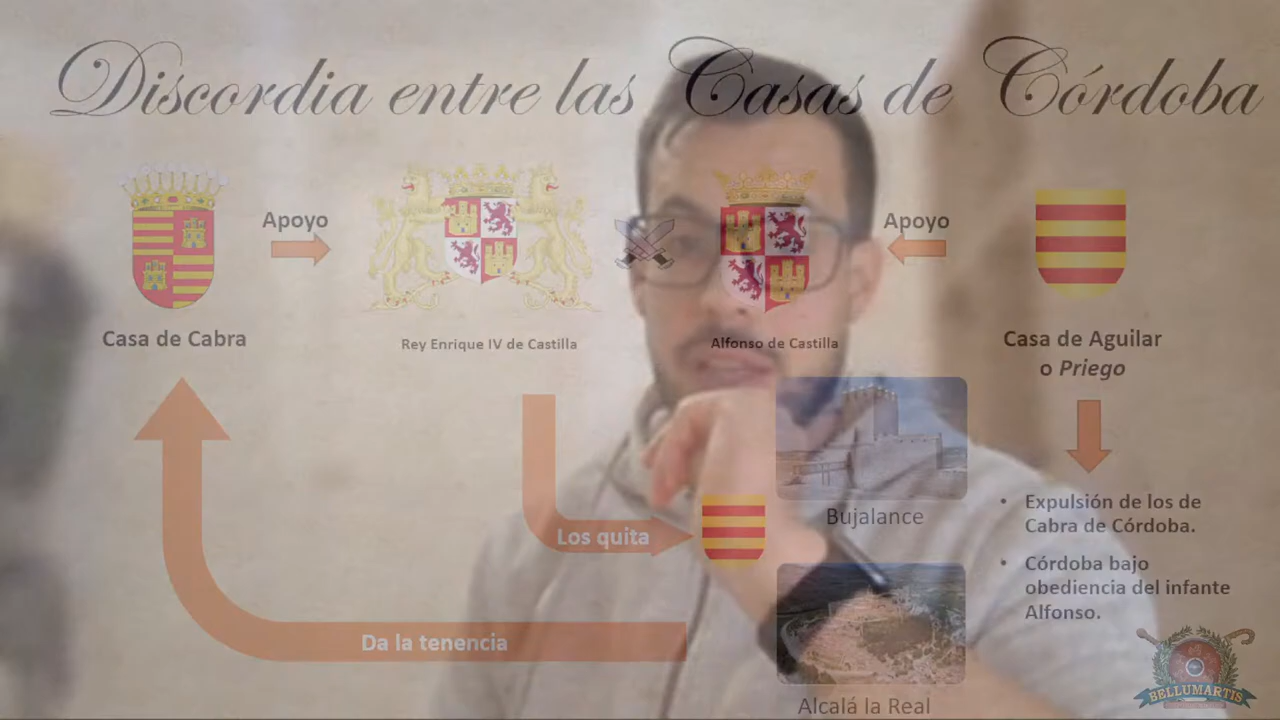 Discordia entre las Casas de Córdoba
Apoyo
Apoyo
Casa de Cabra
Rey Enrique IV de Castilla
Alfonso de Castilla
Casa de Aguilar
o Priego
Los quita
Bujalance
• Expulsión de los de
Cabra de Córdoba.
• Córdoba bajo
obediencia del infante
Alfonso.
Da la tenencia
Alcalá la Real
BELLUMARTIS